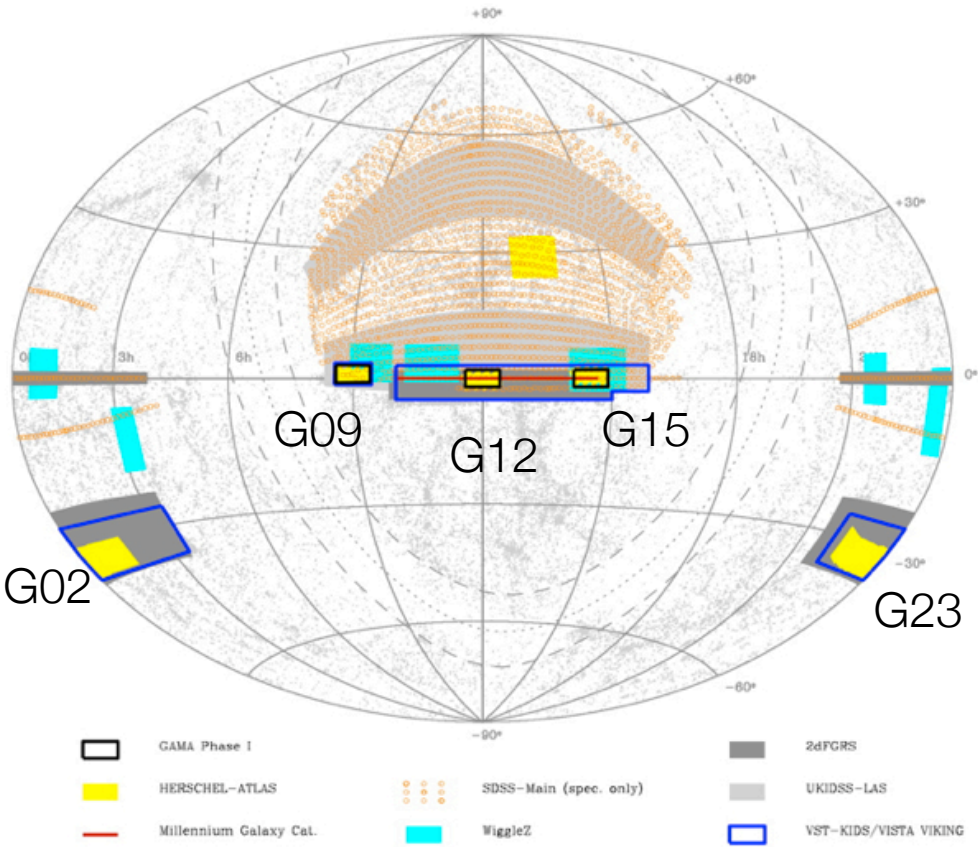 +90°
+60°
+30°
3h
6h
18h
0°
G09
G12
G15
G02
-30°
G23
-60°
-90°
GAMA Phase I
2dFGRS
HERSCHEL-ATLAS
SDSS-Main (spec. only)
UKIDSS-LAS
Millennium Galaxy Cat.
WiggleZ
VST-KIDS/VISTA VIKING